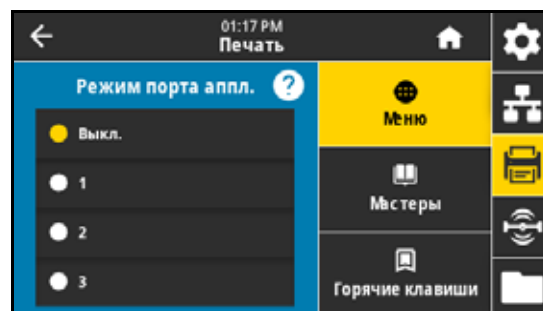 01:17 PM
Печать
Режим порта аппл. ?
Выкл.
1
2
3
Меню
Мастеры
Горячие клавиши